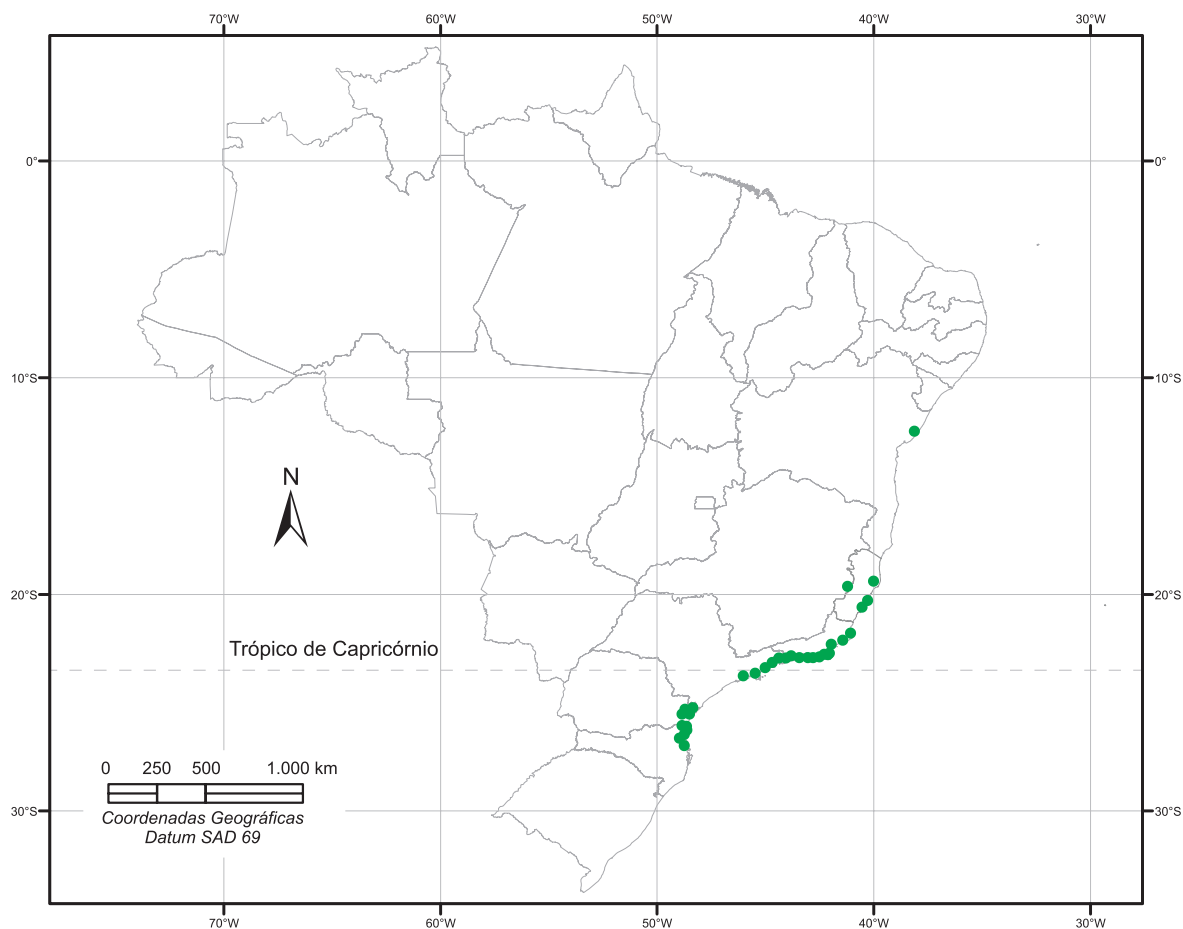 70°W 60°W 50°W 40°W 30°W
0° 0°
10°S 10°S
N
20°S 20°S
Trópico de Capricórnio
0 250 500 1.000 km
30°S 30°S
Coordenadas Geográficas
Datum SAD 69
70°W 60°W 50°W 40°W 30°W